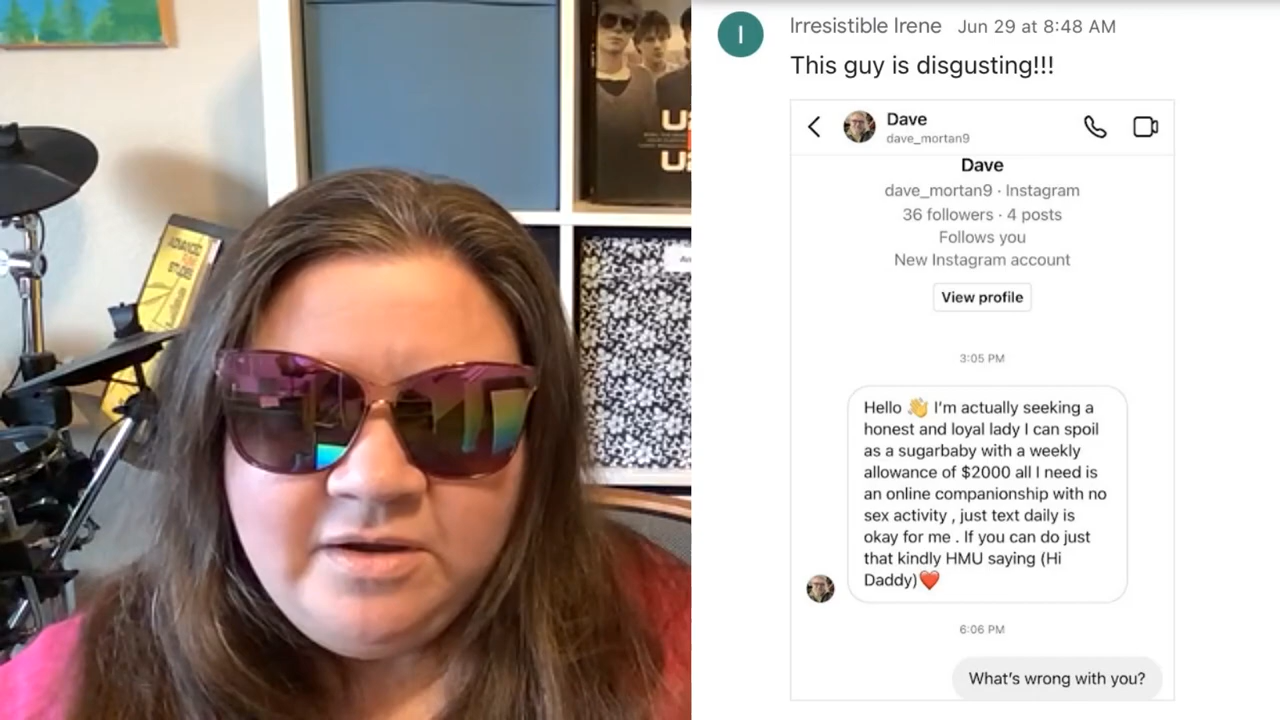 U2
U2
ADVANCED
STUDIES
I
Irresistible Irene Jun 29 at 8:48 AM
This guy is disgusting!!!
Dave
dave_mortan9
Dave
dave_mortan9 · Instagram
36 followers · 4 posts
Follows you
New Instagram account
View profile
3:05 PM
Hello 👋 I'm actually seeking a
honest and loyal lady I can spoil
as a sugarbaby with a weekly
allowance of $2000 all I need is
an online companionship with no
sex activity , just text daily is
okay for me . If you can do just
that kindly HMU saying (Hi
Daddy)❤️
6:06 PM
What's wrong with you?